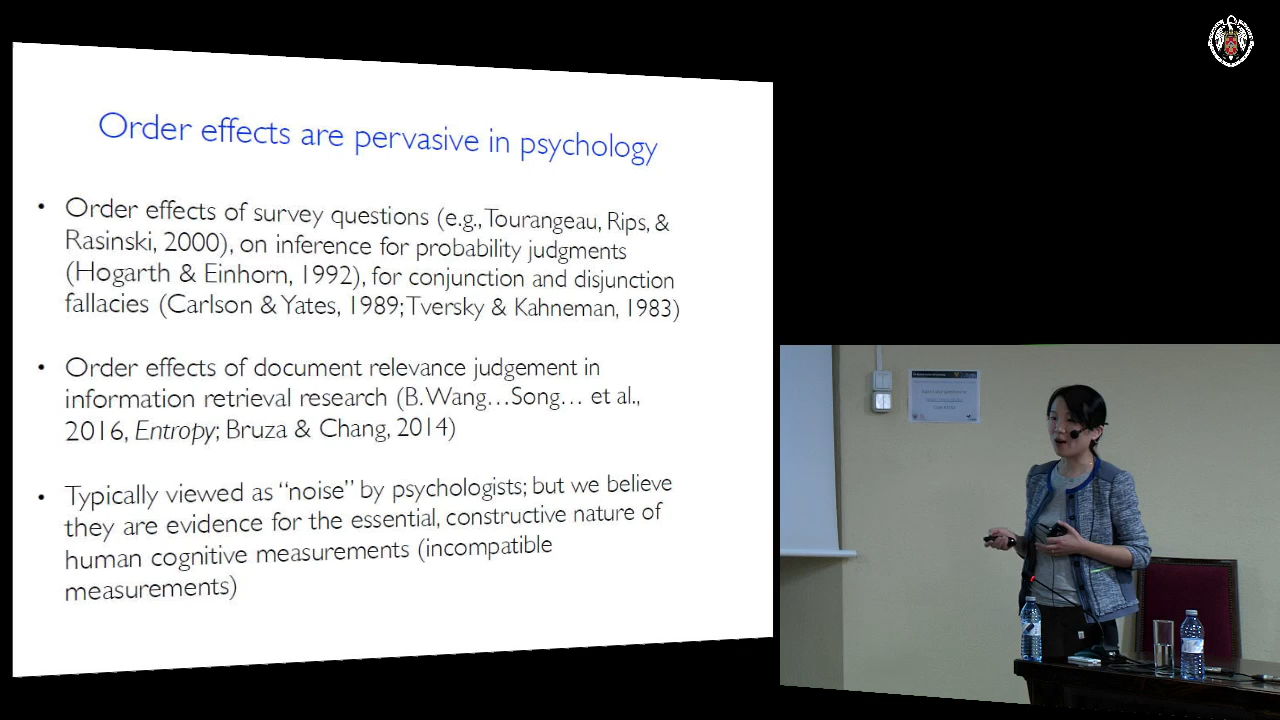 Order effects are pervasive in psychology
• Order effects of survey questions (e.g., Tourangeau, Rips, &
Rasinski, 2000), on inference for probability judgments
(Hogarth & Einhorn, 1992), for conjunction and disjunction
fallacies (Carlson & Yates, 1989; Tversky & Kahneman, 1983)
• Order effects of document relevance judgement in
information retrieval research (B. Wang…Song… et al.,
2016, Entropy; Bruza & Chang, 2014)
• Typically viewed as “noise” by psychologists; but we believe
they are evidence for the essential, constructive nature of
human cognitive measurements (incompatible
measurements)